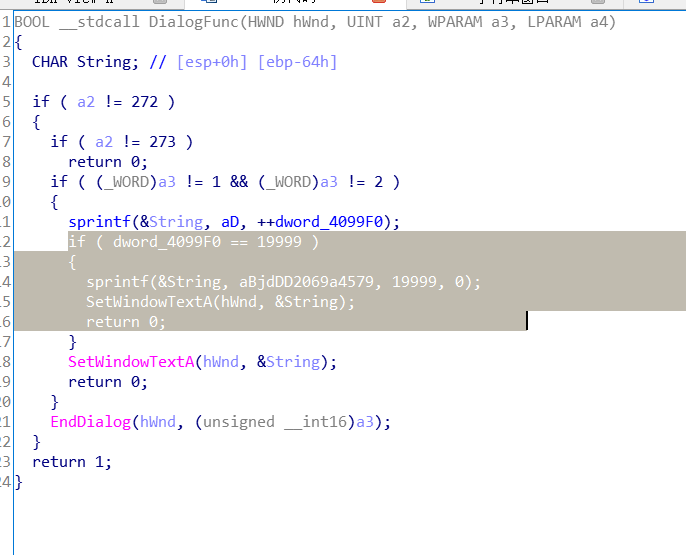 1 BOOL __stdcall DialogFunc(HWND hWnd, UINT a2, WPARAM a3, LPARAM a4)
2 {
3 CHAR String; // [esp+0h] [ebp-64h]
4
5 if ( a2 != 272 )
6 {
7 if ( a2 != 273 )
8 return 0;
9 if ( (_WORD)a3 != 1 && (_WORD)a3 != 2 )
10 {
11 sprintf(&String, aD, ++dword_4099F0);
12 if ( dword_4099F0 == 19999 )
13 {
14 sprintf(&String, aBjdDD2069a4579, 19999, 0);
15 SetWindowTextA(hWnd, &String);
16 return 0;
17 }
18 SetWindowTextA(hWnd, &String);
19 return 0;
20 }
21 EndDialog(hWnd, (unsigned __int16)a3);
22 }
23 return 1;
24 }